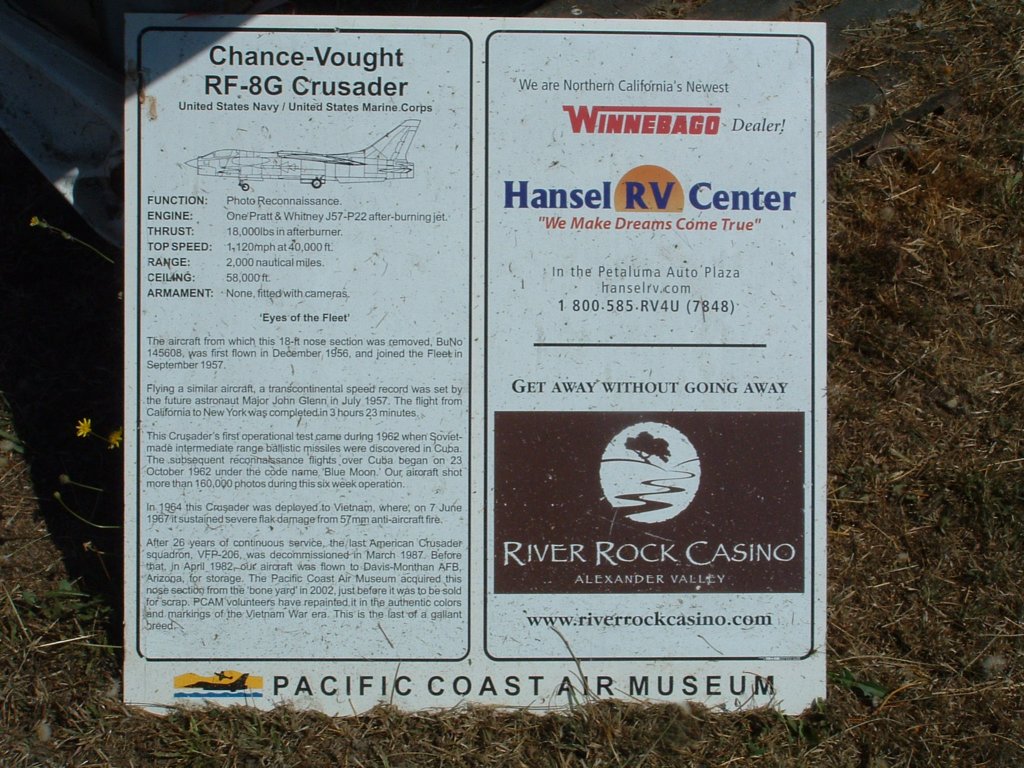 Chance-Vought
RF-8G Crusader
United States Navy / United States Marine Corps
FUNCTION: Photo Reconnaissance.
ENGINE: One Pratt & Whitney J57-P22 after-burning jet.
THRUST: 18,000lbs in afterburner.
TOP SPEED: 1,120mph at 40,000 ft.
RANGE: 2,000 nautical miles.
CEILING: 58,000 ft.
ARMAMENT: None, fitted with cameras.
'Eyes of the Fleet'
The aircraft from which this 18-ft nose section was removed, BuNo
145608, was first flown in December 1956, and joined the Fleet in
September 1957.
Flying a similar aircraft, a transcontinental speed record was set by
the future astronaut Major John Glenn in July 1957. The flight from
California to New York was completed in 3 hours 23 minutes.
This Crusader's first operational test came during 1962 when Soviet-
made intermediate range ballistic missiles were discovered in Cuba.
The subsequent reconnaissance flights over Cuba began on 23
October 1962 under the code name 'Blue Moon.' Our aircraft shot
more than 160,000 photos during this six week operation.
In 1964 this Crusader was deployed to Vietnam, where, on 7 June
1967 it sustained severe flak damage from 57mm anti-aircraft fire.
After 26 years of continuous service, the last American Crusader
squadron, VFP-206, was decommissioned in March 1987. Before
that, in April 1982, our aircraft was flown to Davis-Monthan AFB,
Arizona, for storage. The Pacific Coast Air Museum acquired this
nose section from the 'bone yard' in 2002, just before it was to be sold
for scrap. PCAM volunteers have repainted it in the authentic colors
and markings of the Vietnam War era. This is the last of a gallant
breed.
We are Northern California's Newest
WINNEBAGO Dealer!
Hansel RV Center
"We Make Dreams Come True"
In the Petaluma Auto Plaza
hanselrv.com
1 800-585-RV4U (7848)
GET AWAY WITHOUT GOING AWAY
RIVER ROCK CASINO
ALEXANDER VALLEY
www.riverrockcasino.com
PACIFIC COAST AIR MUSEUM